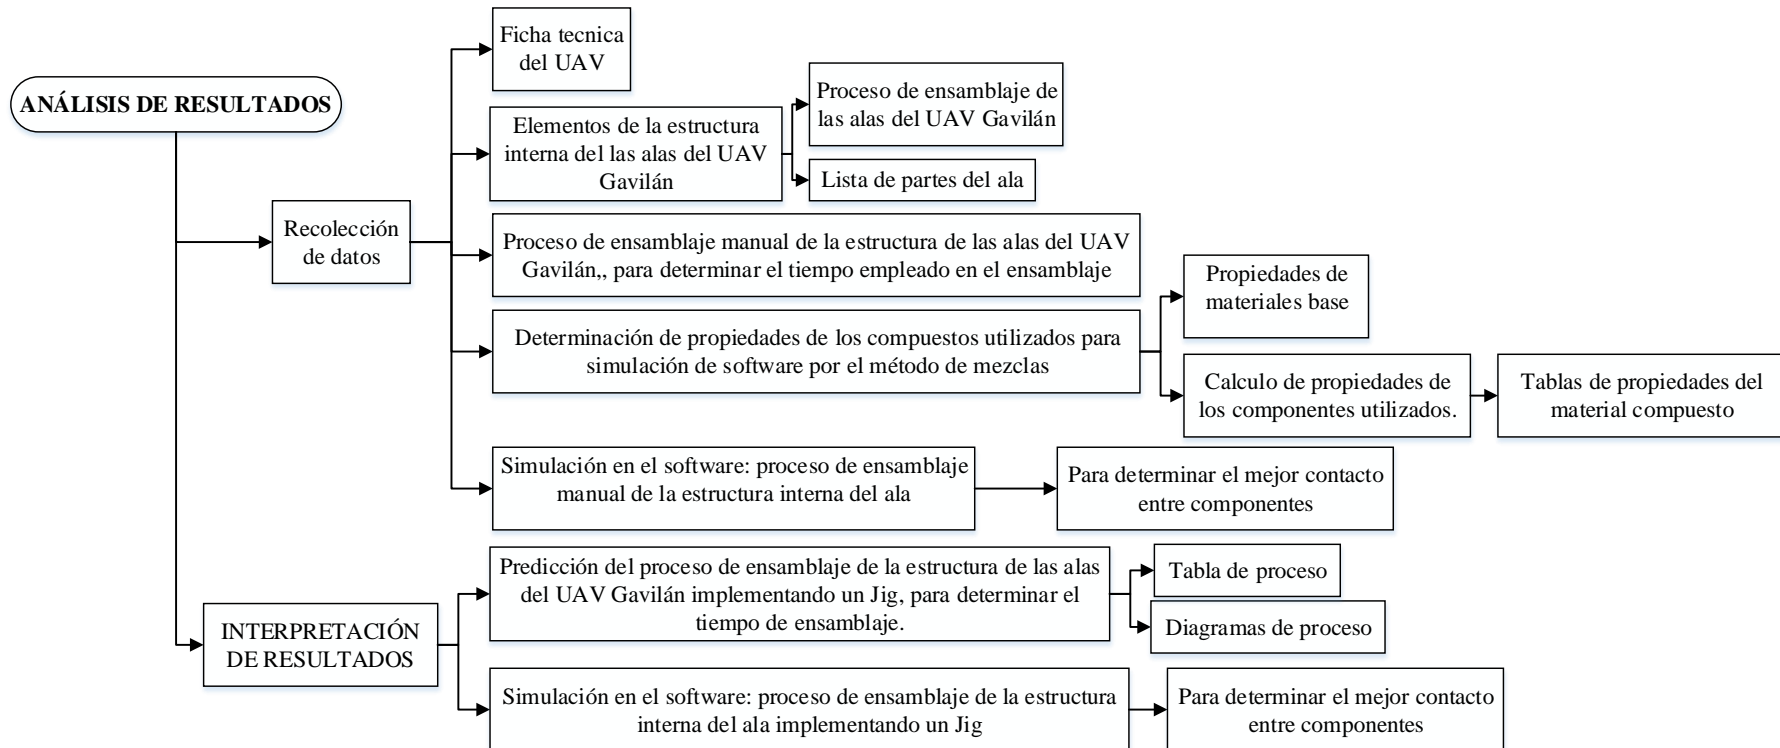 ANÁLISIS DE RESULTADOS
Recolección
de datos
Ficha tecnica
del UAV
Elementos de la estructura
interna del las alas del UAV
Gavilán
Proceso de ensamblaje de
las alas del UAV Gavilán
Lista de partes del ala
Proceso de ensamblaje manual de la estructura de las alas del UAV
Gavilán,, para determinar el tiempo empleado en el ensamblaje
Determinación de propiedades de los compuestos utilizados para
simulación de software por el método de mezclas
Propiedades de
materiales base
Calculo de propiedades de
los componentes utilizados.
Tablas de propiedades del
material compuesto
Simulación en el software: proceso de ensamblaje
manual de la estructura interna del ala
Para determinar el mejor contacto
entre componentes
INTERPRETACIÓN
DE RESULTADOS
Predicción del proceso de ensamblaje de la estructura de las alas
del UAV Gavilán implementando un Jig, para determinar el
tiempo de ensamblaje.
Tabla de proceso
Diagramas de proceso
Simulación en el software: proceso de ensamblaje de la estructura
interna del ala implementando un Jig
Para determinar el mejor contacto
entre componentes